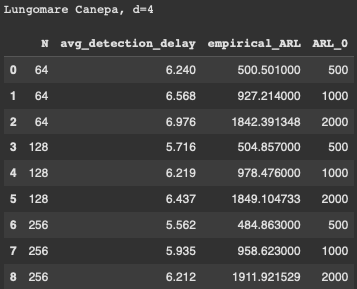 Lungomare Canepa, d=4
N avg_detection_delay empirical_ARL ARL_0
0 64 6.240 500.501000 500
1 64 6.568 927.214000 1000
2 64 6.976 1842.391348 2000
3 128 5.716 504.857000 500
4 128 6.219 978.476000 1000
5 128 6.437 1849.104733 2000
6 256 5.562 484.863000 500
7 256 5.935 958.623000 1000
8 256 6.212 1911.921529 2000